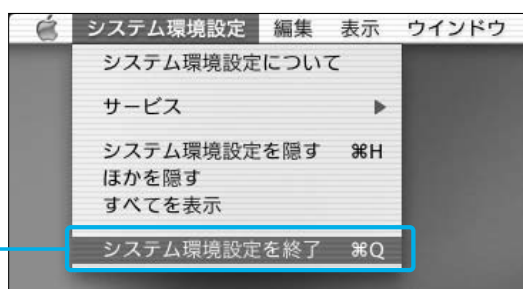 システム環境設定 編集 表示 ウインドウ
システム環境設定について
サービス ▶
システム環境設定を隠す ⌘H
ほかを隠す
すべてを表示
システム環境設定を終了 ⌘Q